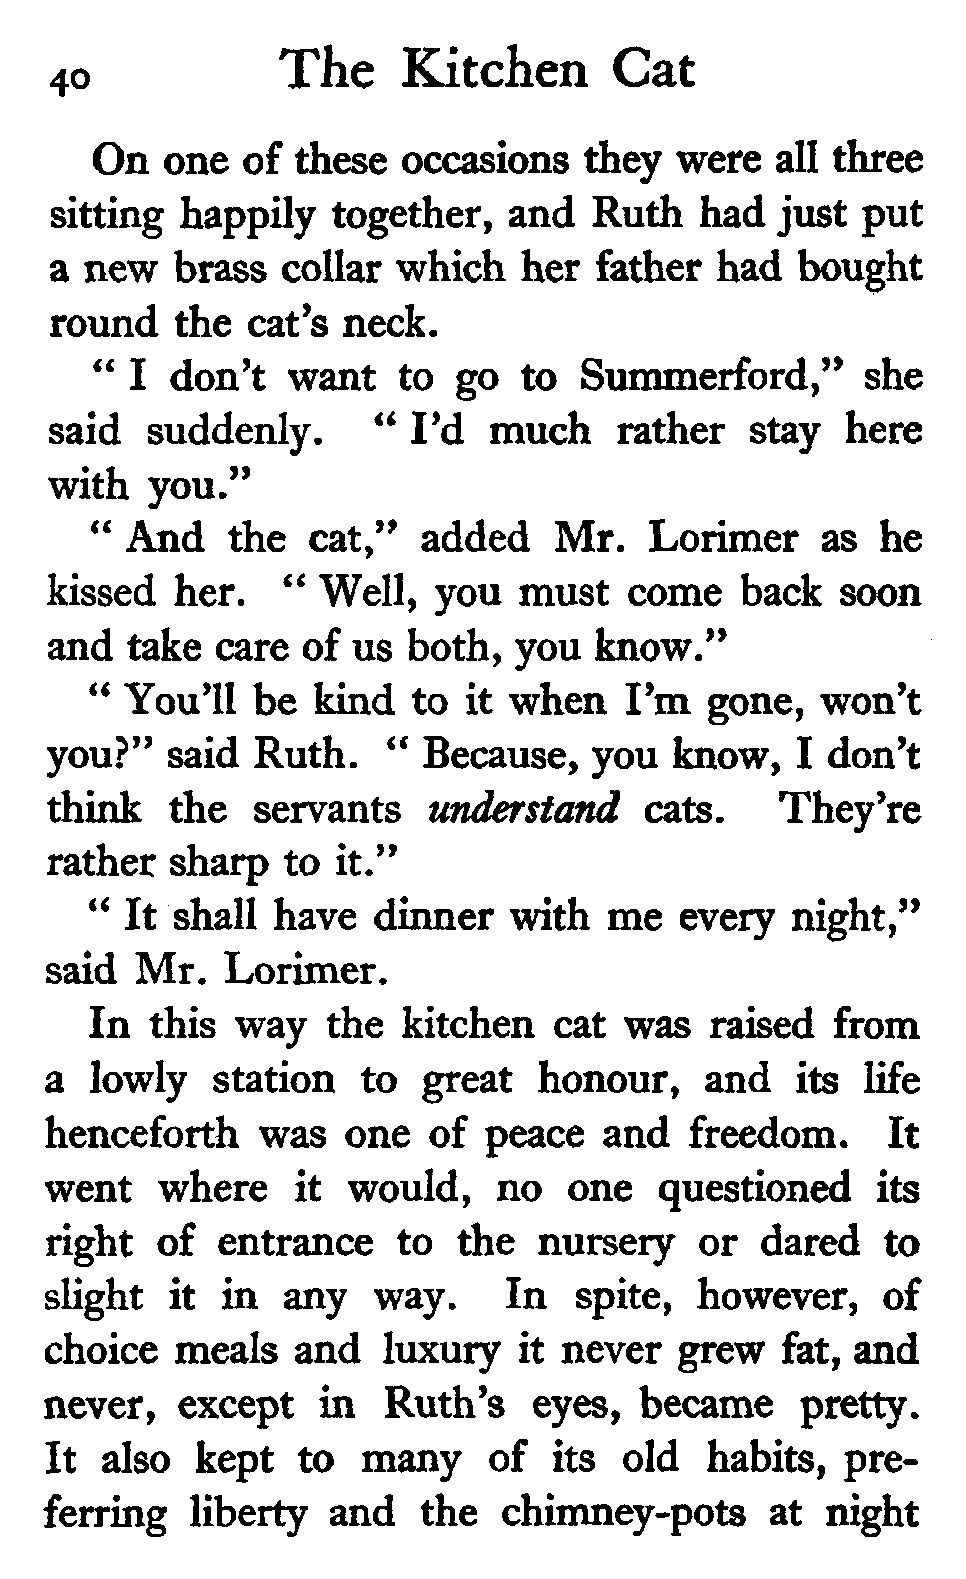 40 The Kitchen Cat
On one of these occasions they were all three
sitting happily together, and Ruth had just put
a new brass collar which her father had bought
round the cat's neck.
" I don't want to go to Summerford," she
said suddenly. " I'd much rather stay here
with you."
" And the cat," added Mr. Lorimer as he
kissed her. " Well, you must come back soon
and take care of us both, you know."
" You'll be kind to it when I'm gone, won't
you?" said Ruth. " Because, you know, I don't
think the servants understand cats. They're
rather sharp to it."
" It shall have dinner with me every night,"
said Mr. Lorimer.
In this way the kitchen cat was raised from
a lowly station to great honour, and its life
henceforth was one of peace and freedom. It
went where it would, no one questioned its
right of entrance to the nursery or dared to
slight it in any way. In spite, however, of
choice meals and luxury it never grew fat, and
never, except in Ruth's eyes, became pretty.
It also kept to many of its old habits, pre-
ferring liberty and the chimney-pots at night